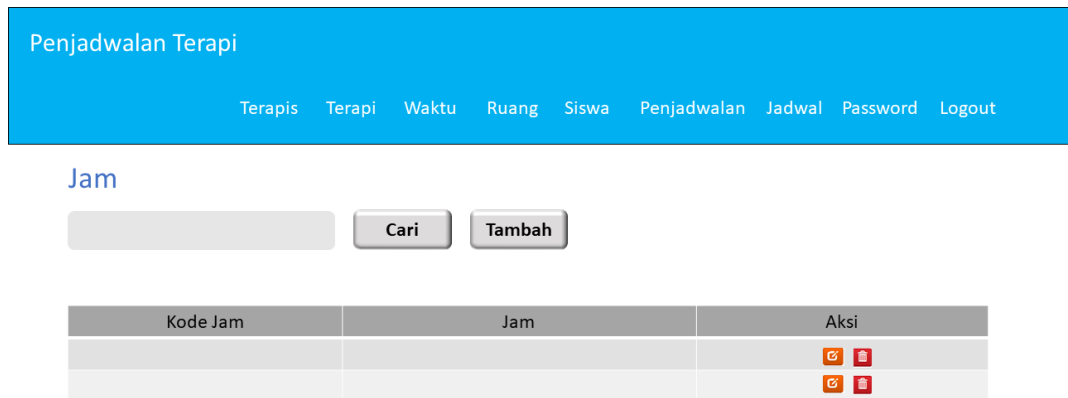 Penjadwalan Terapi
Terapis Terapi Waktu Ruang Siswa Penjadwalan Jadwal Password Logout
Jam
Cari Tambah
Kode Jam Jam Aksi